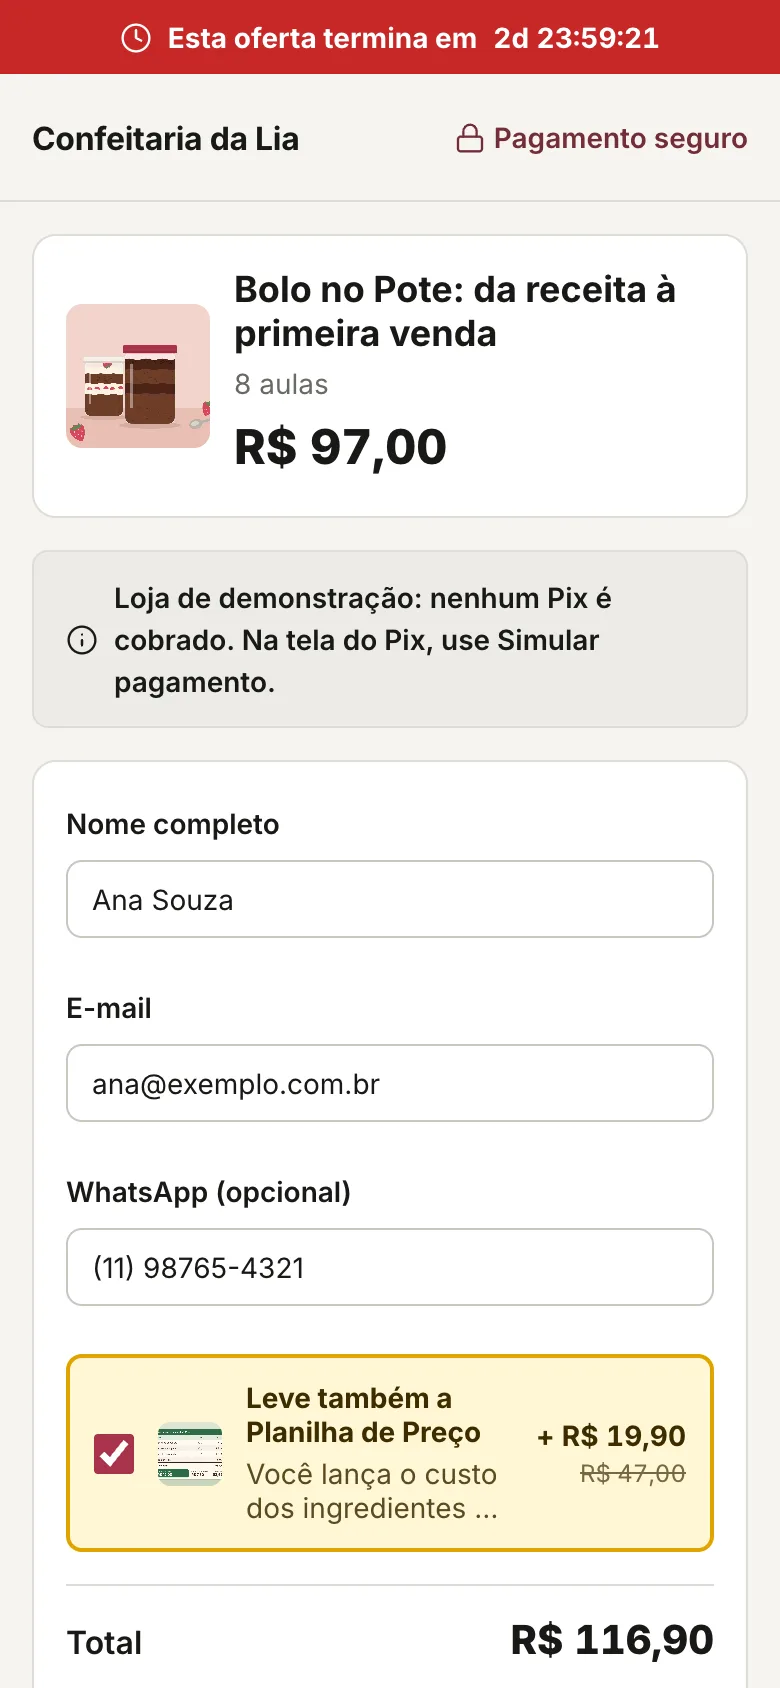 Esta oferta termina em 2d 23:59:21
Confeitaria da Lia
Pagamento seguro
Bolo no Pote: da receita à
primeira venda
8 aulas
R$ 97,00
Loja de demonstração: nenhum Pix é
cobrado. Na tela do Pix, use Simular
pagamento.
Nome completo
Ana Souza
E-mail
ana@exemplo.com.br
WhatsApp (opcional)
(11) 98765-4321
Leve também a
Planilha de Preço
Você lança o custo
dos ingredientes ...
+ R$ 19,90
R$ 47,00
Total
R$ 116,90